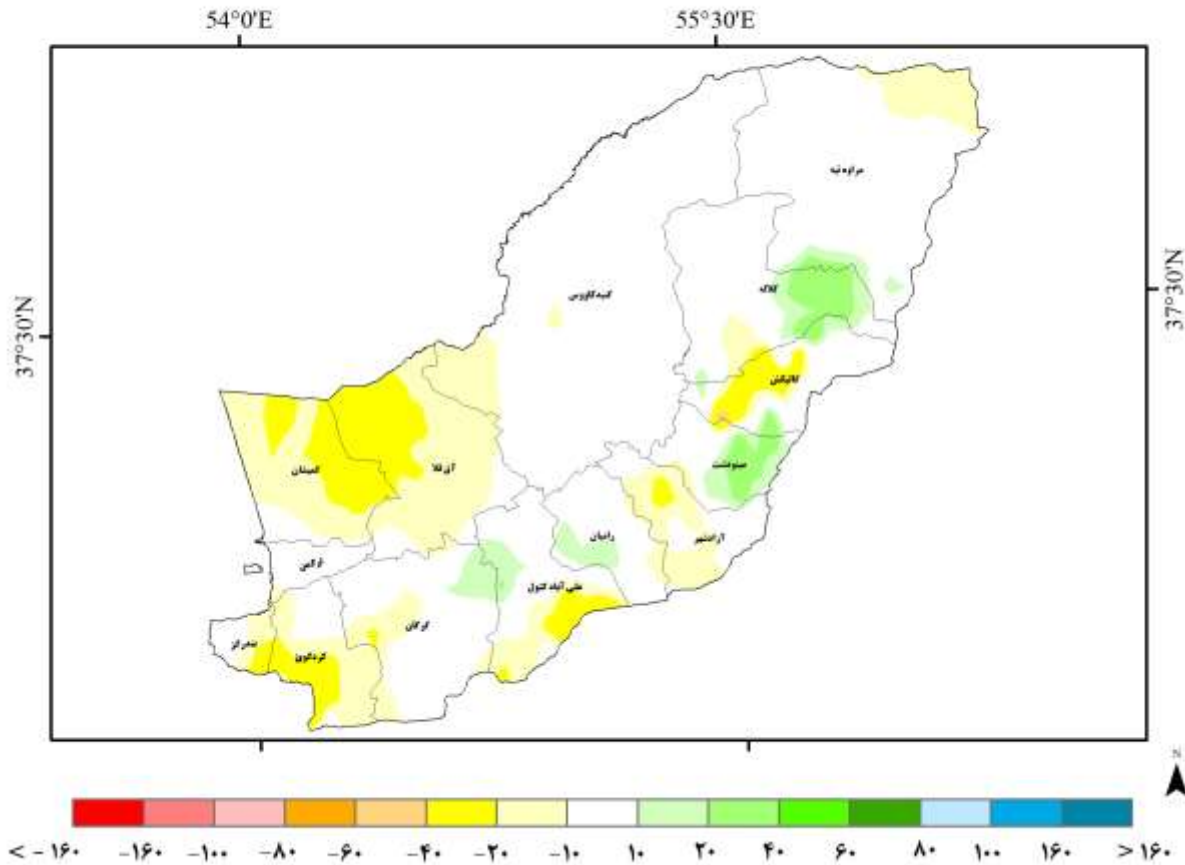 54°0'E 55°30'E
مراوه تپه
37°30'N
کلاله
گنبدکاووس
37°30'N
گالیکش
مینودشت
گمیشان
آق قلا
رامیان
آزادشهر
ترکمن
علی آباد کتول
گرگان
بندرگز
کردکوی
N
< -۱۶۰ -۱۶۰ -۱۰۰ -۸۰ -۶۰ -۴۰ -۲۰ -۱۰ ۱۰ ۲۰ ۴۰ ۶۰ ۸۰ ۱۰۰ ۱۶۰ > ۱۶۰